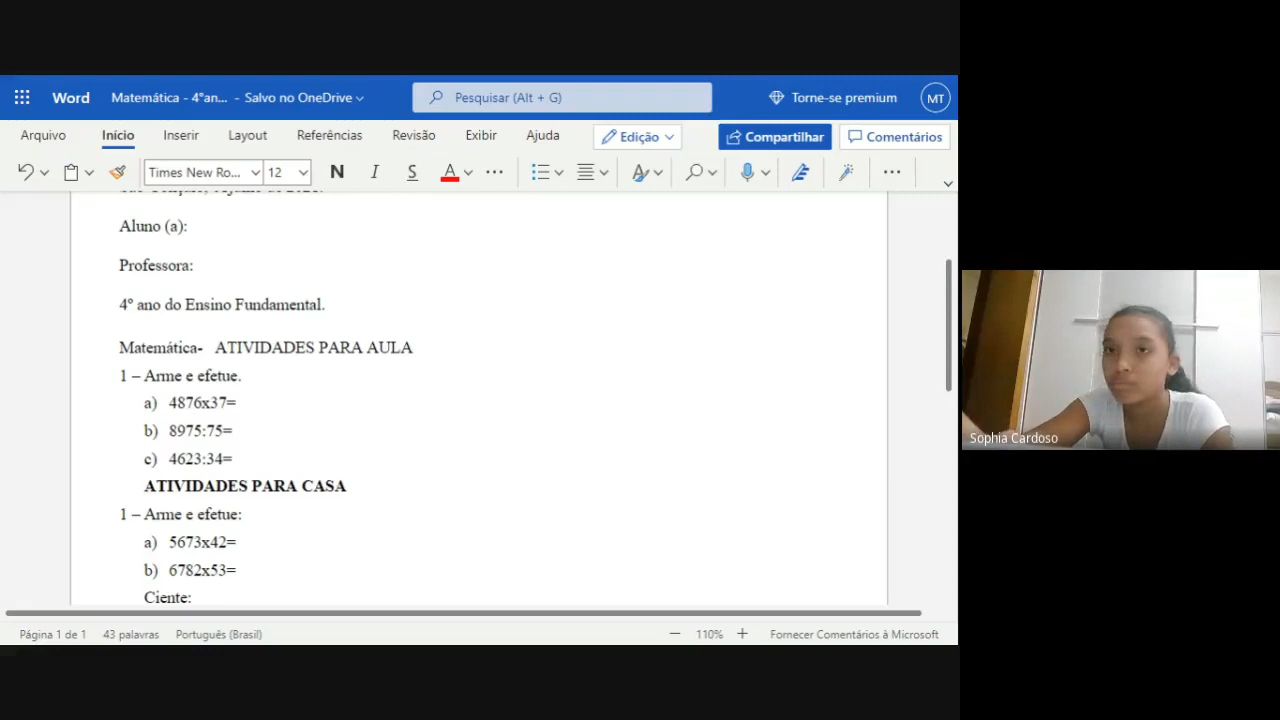 Word
Matemática - 4°an... - Salvo no OneDrive
Pesquisar (Alt + G)
Torne-se premium
MT
Arquivo
Início
Inserir
Layout
Referências
Revisão
Exibir
Ajuda
Edição
Compartilhar
Comentários
Times New Ro...
12
N
I
S
A
Aluno (a):
Professora:
4º ano do Ensino Fundamental.
Matemática- ATIVIDADES PARA AULA
1 – Arme e efetue.
a) 4876x37=
b) 8975:75=
c) 4623:34=
ATIVIDADES PARA CASA
1 – Arme e efetue:
a) 5673x42=
b) 6782x53=
Ciente:
Sophia Cardoso
Página 1 de 1
43 palavras
Português (Brasil)
110%
Fornecer Comentários à Microsoft